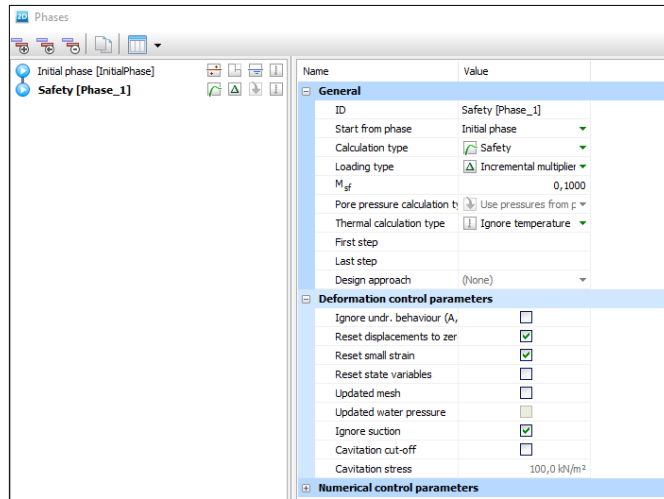 2D Phases
Initial phase [InitialPhase]
Safety [Phase_1]
Name Value
General
ID Safety [Phase_1]
Start from phase Initial phase
Calculation type Safety
Loading type Incremental multiplier
Msf 0,1000
Pore pressure calculation ty Use pressures from p
Thermal calculation type Ignore temperature
First step
Last step
Design approach (None)
Deformation control parameters
Ignore undr. behaviour (A,
Reset displacements to zer
Reset small strain
Reset state variables
Updated mesh
Updated water pressure
Ignore suction
Cavitation cut-off
Cavitation stress 100,0 kN/m²
Numerical control parameters